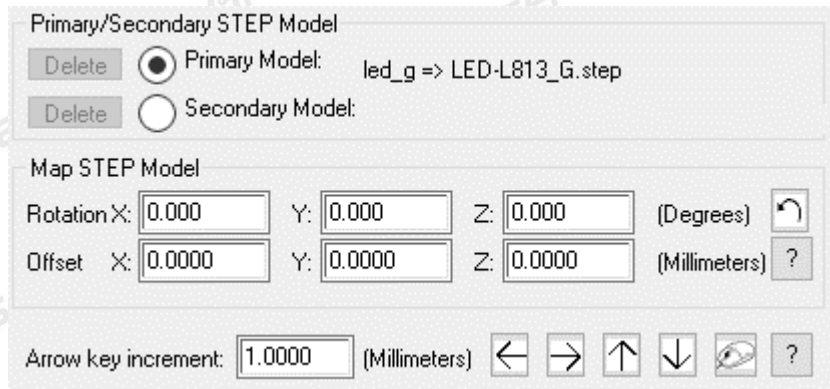 Primary/Secondary STEP Model
Delete Primary Model: led_g => LED-L813_G.step
Delete Secondary Model:
Map STEP Model
Rotation X: 0.000 Y: 0.000 Z: 0.000 (Degrees)
Offset X: 0.0000 Y: 0.0000 Z: 0.0000 (Millimeters) ?
Arrow key increment: 1.0000 (Millimeters) ?